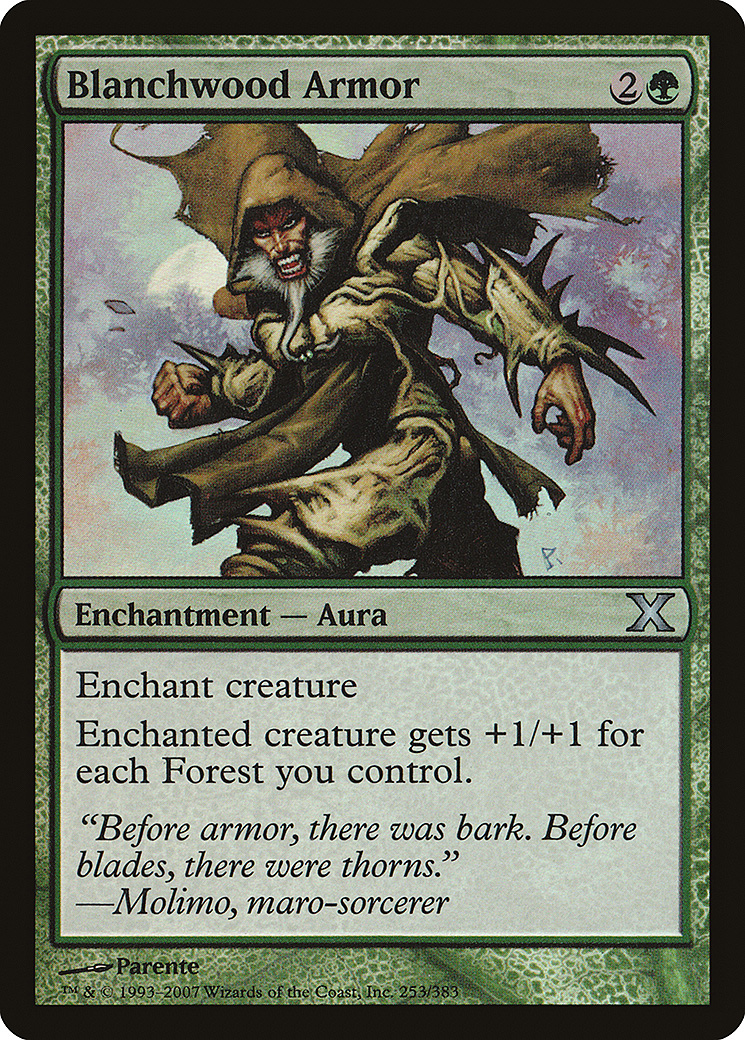 Blanchwood Armor 2
P.
Enchantment — Aura X
Enchant creature
Enchanted creature gets +1/+1 for
each Forest you control.
“Before armor, there was bark. Before
blades, there were thorns.”
—Molimo, maro-sorcerer
Parente
™ & © 1993–2007 Wizards of the Coast, Inc. 253/383